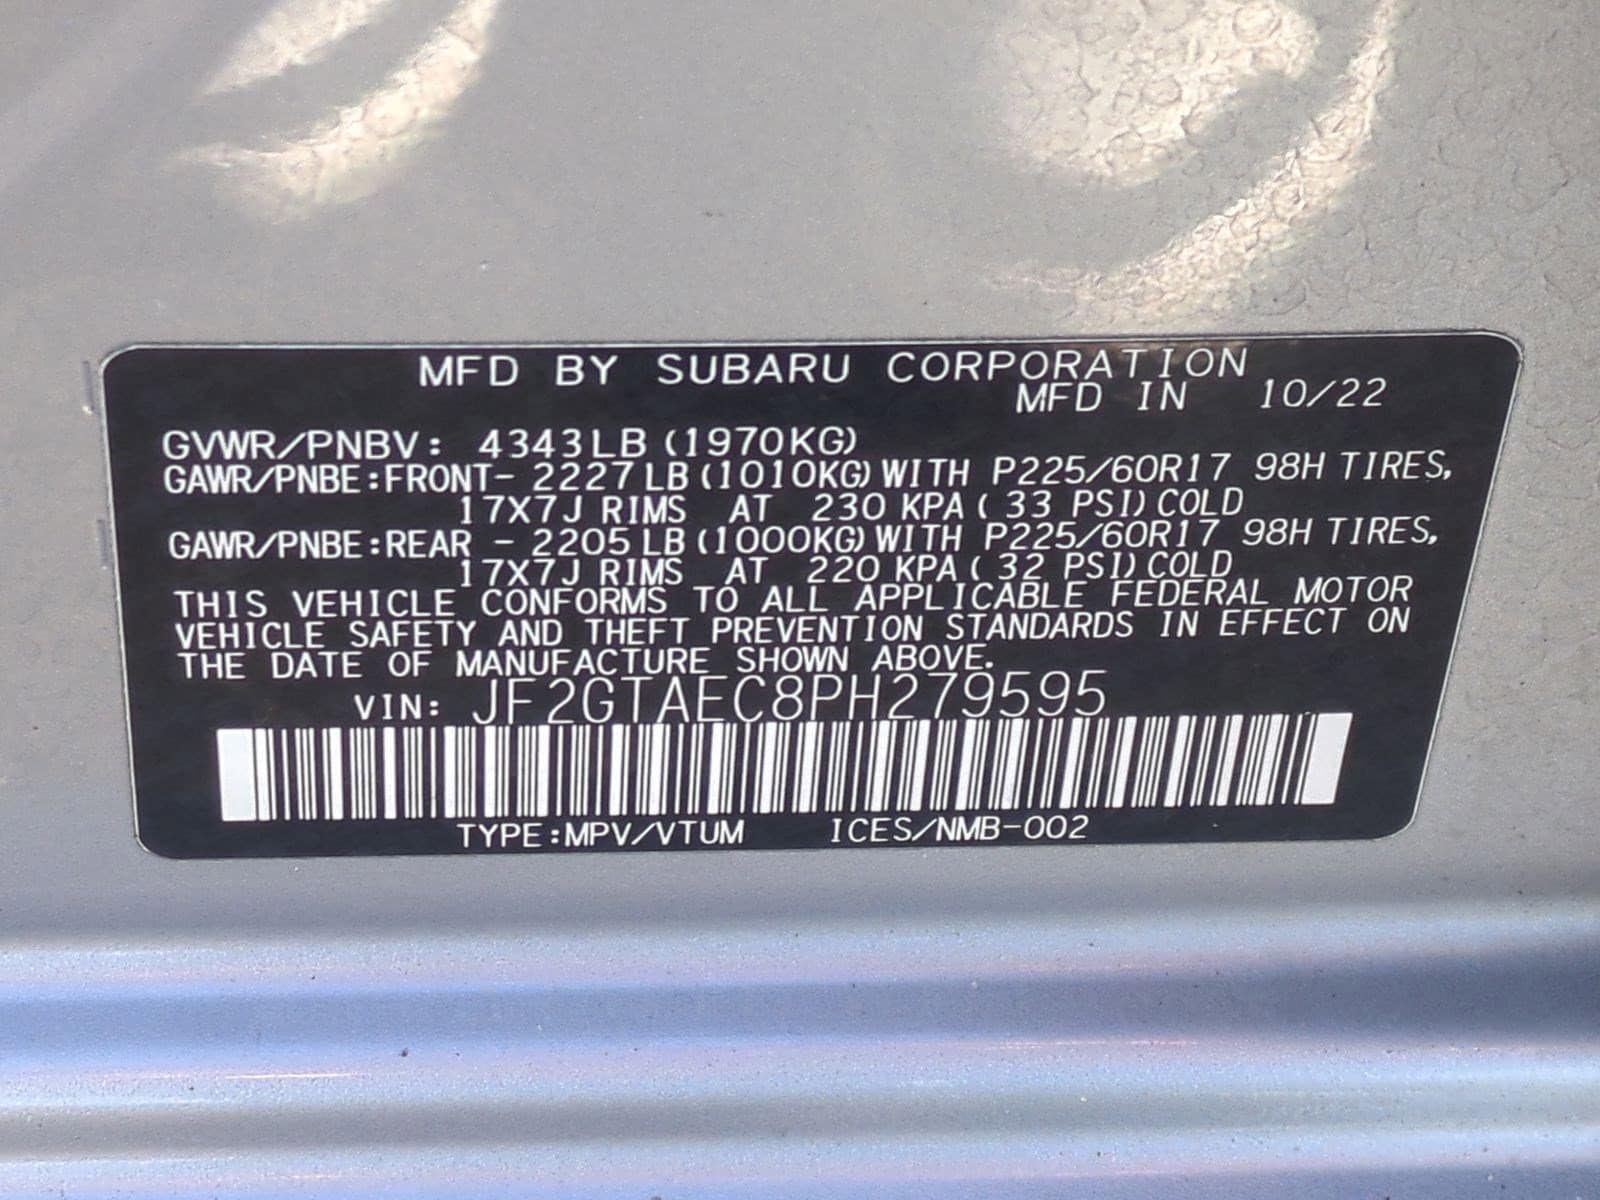 MFD BY SUBARU CORPORATION
MFD IN 10/22
GVWR/PNBV: 4343LB (1970KG)
GAWR/PNBE:FRONT- 2227LB(1010KG)WITH P225/60R17 98H TIRES,
17X7J RIMS AT 230 KPA( 33 PSI)COLD
GAWR/PNBE:REAR - 2205LB(1000KG)WITH P225/60R17 98H TIRES,
17X7J RIMS AT 220 KPA( 32 PSI)COLD
THIS VEHICLE CONFORMS TO ALL APPLICABLE FEDERAL MOTOR
VEHICLE SAFETY AND THEFT PREVENTION STANDARDS IN EFFECT ON
THE DATE OF MANUFACTURE SHOWN ABOVE.
VIN: JF2GTAEC8PH279595
TYPE:MPV/VTUM ICES/NMB-002